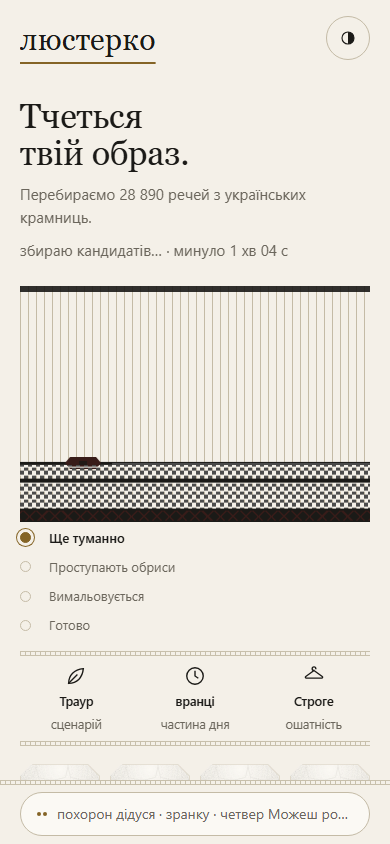 люстерко
Тчеться
твій образ.
Перебираємо 28 890 речей з українських
крамниць.
збираю кандидатів… · минуло 1 хв 04 с
Ще туманно
Проступають обриси
Вимальовується
Готово
Траур вранці Строге
сценарій частина дня ошатність
похорон дідуся · зранку · четвер Можеш ро…